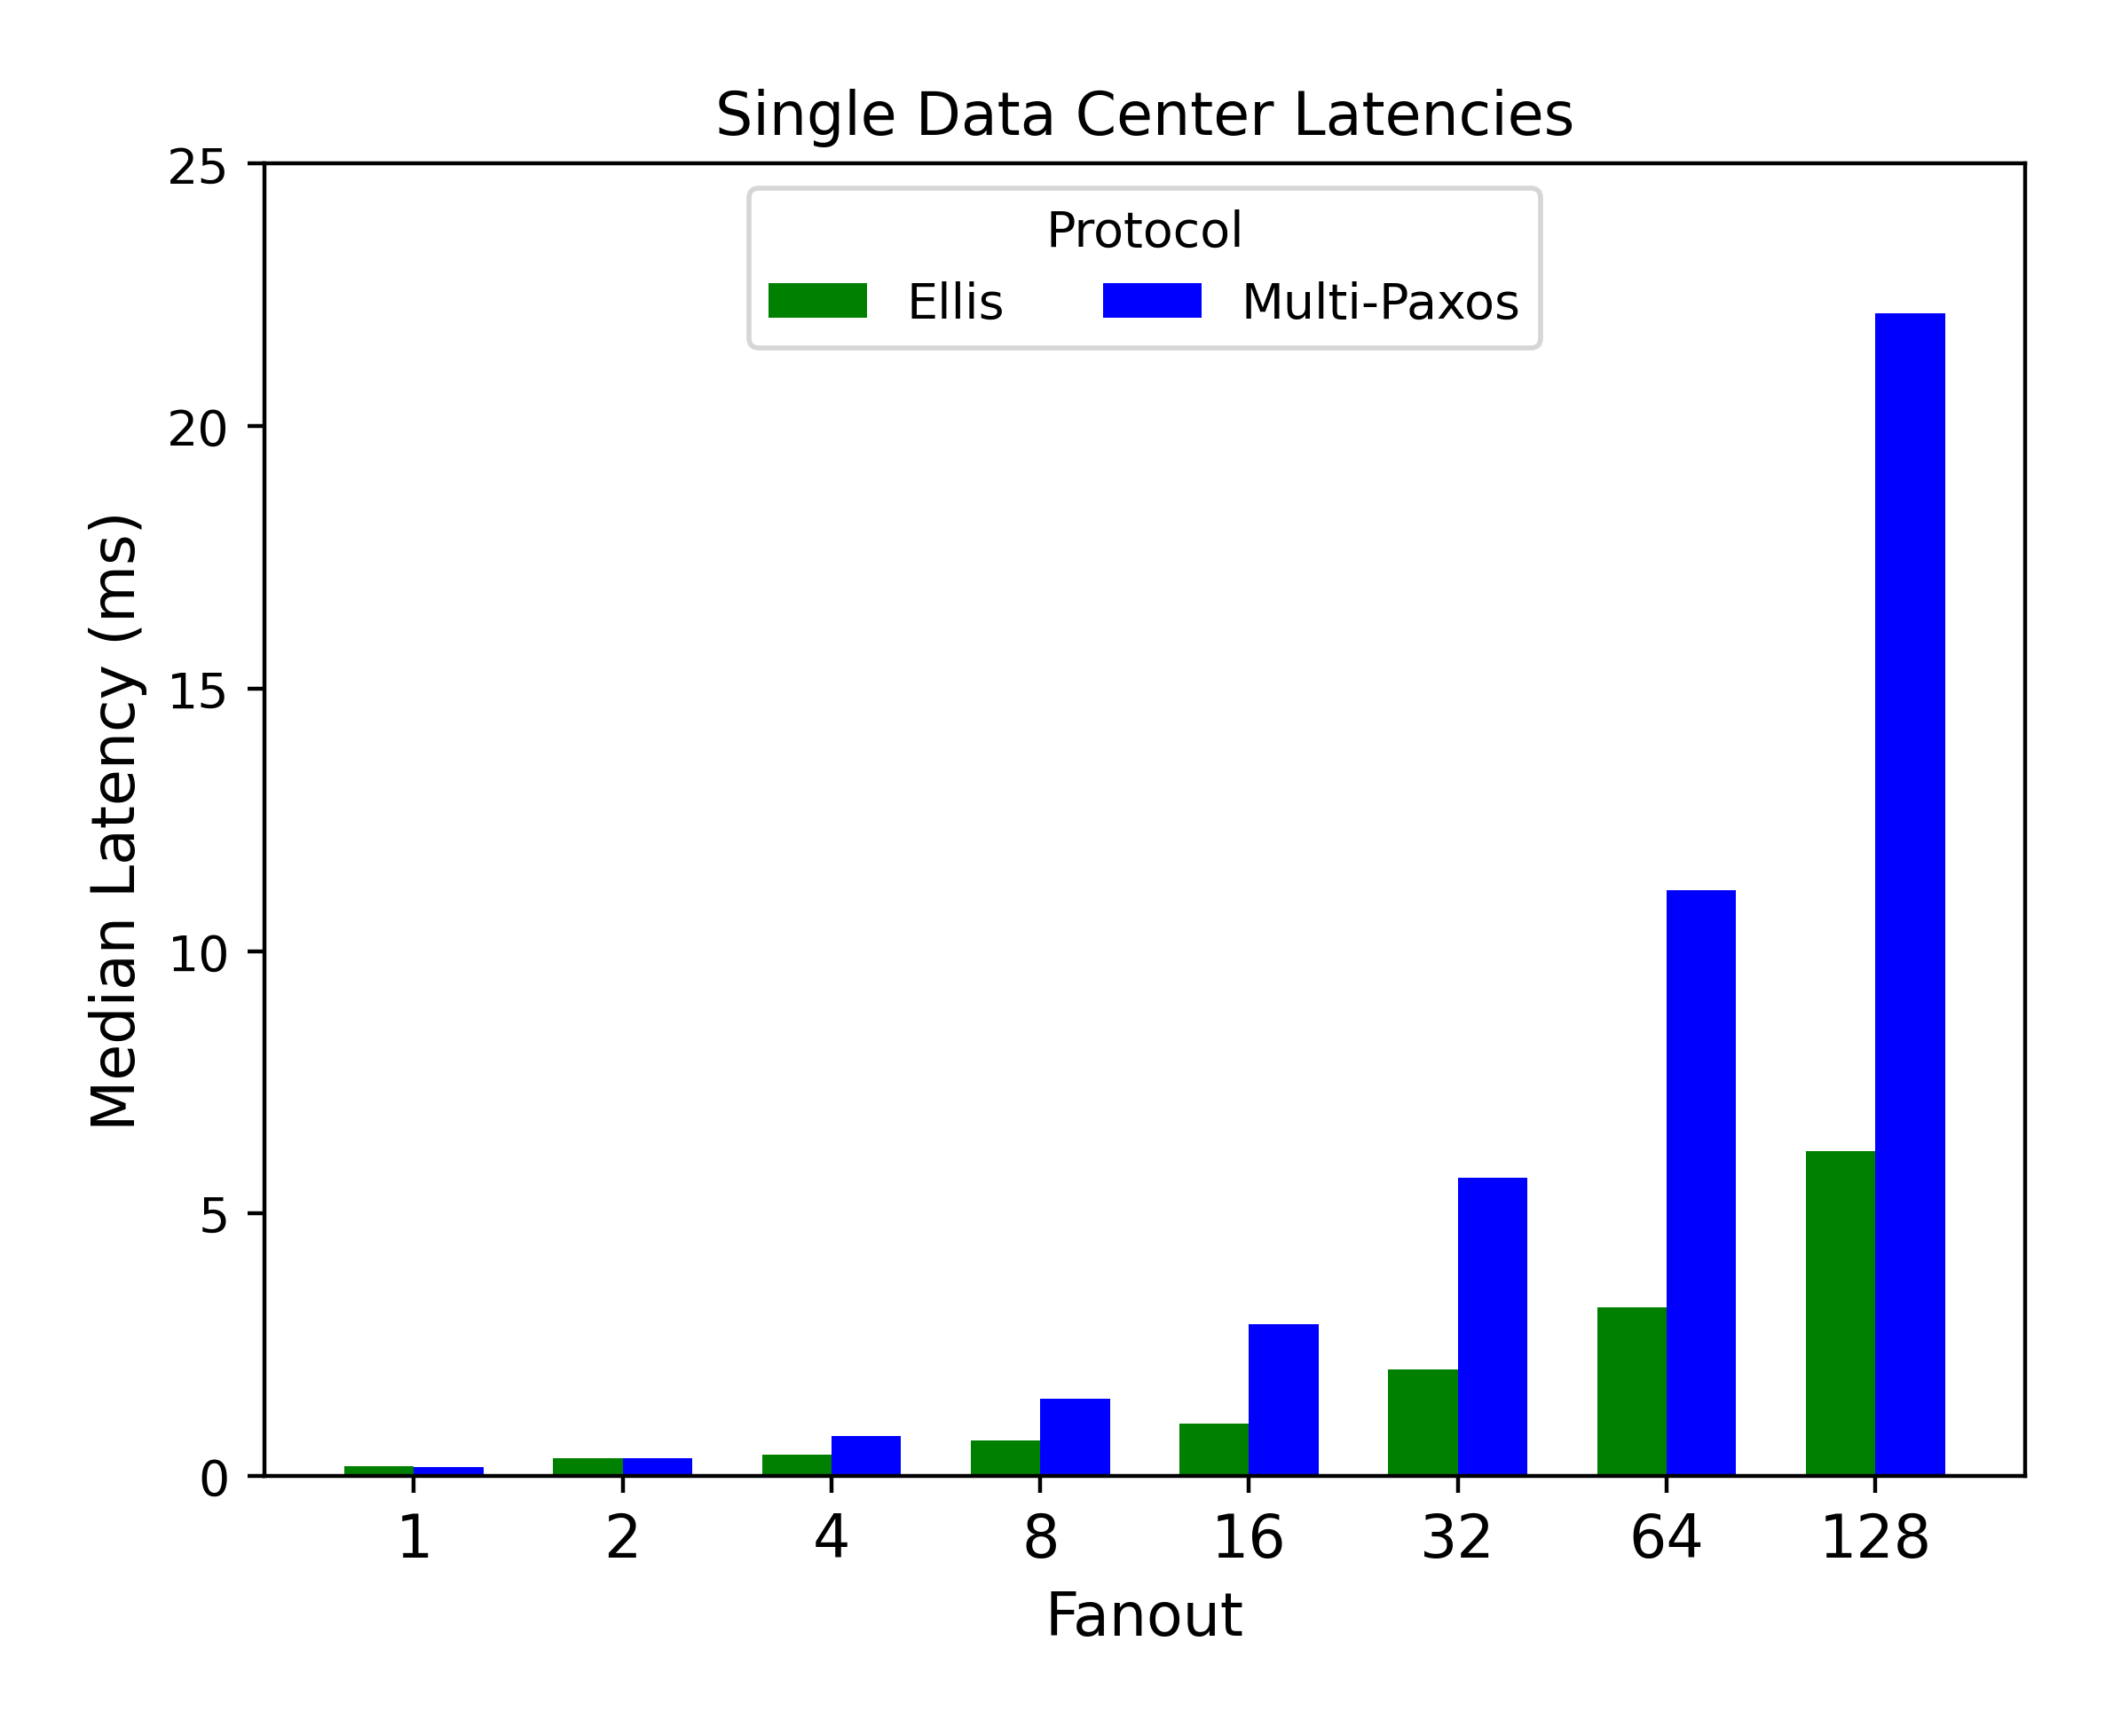 Single Data Center Latencies
Protocol
Ellis Multi-Paxos
Median Latency (ms)
25
20
15
10
5
0
1 2 4 8 16 32 64 128
Fanout